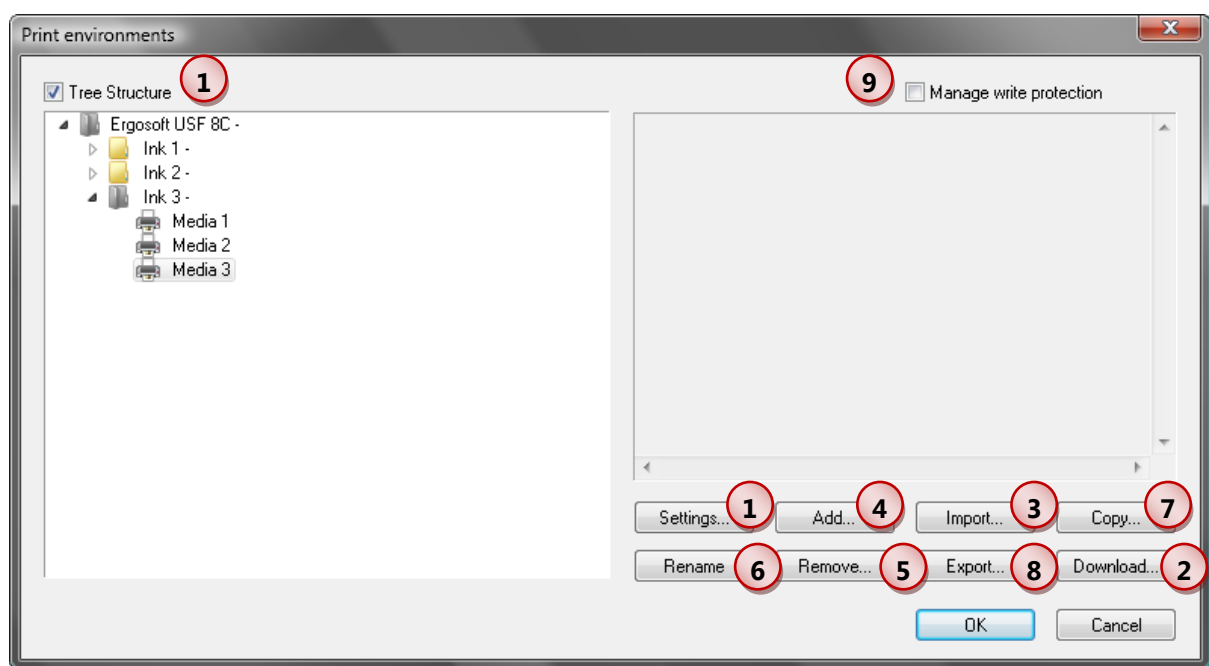 Print environments
Tree Structure 1
9 Manage write protection
Ergosoft USF 8C -
Ink 1 -
Ink 2 -
Ink 3 -
Media 1
Media 2
Media 3
Settings... 1 Add... 4 Import... 3 Copy... 7
Rename 6 Remove... 5 Export... 8 Download... 2
OK Cancel